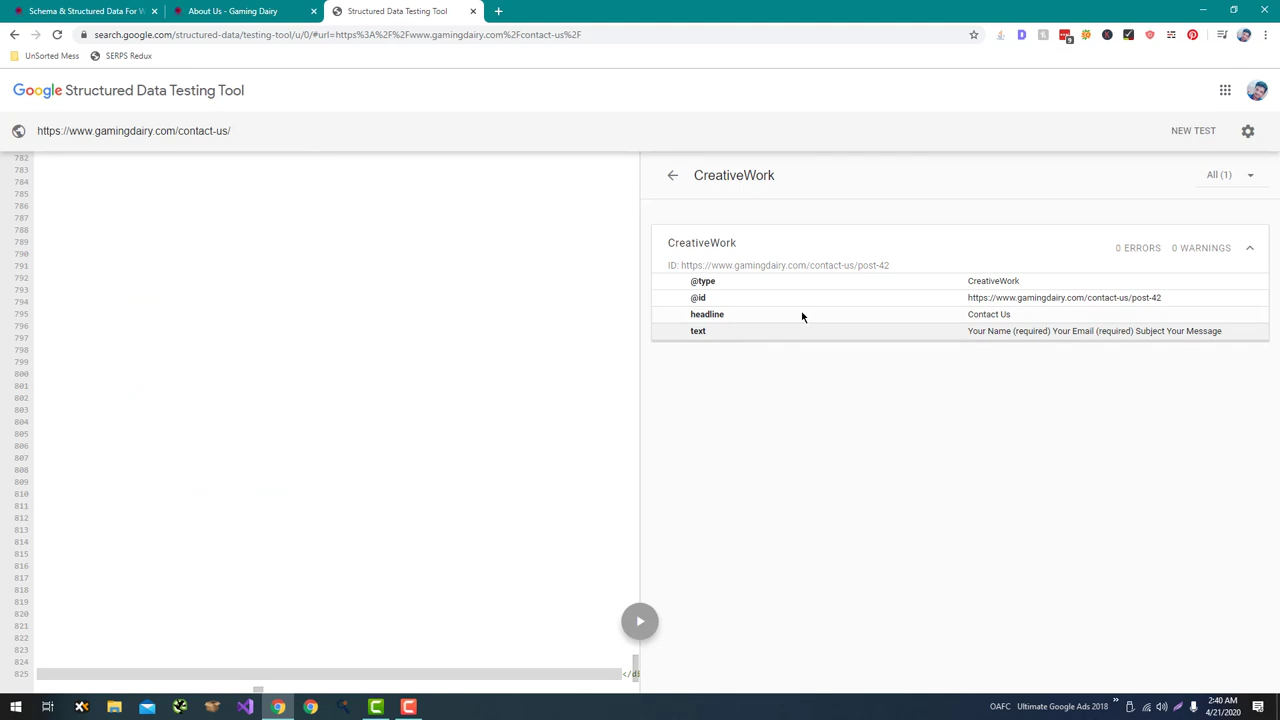 Schema & Structured Data For W
About Us - Gaming Dairy
Structured Data Testing Tool
search.google.com/structured-data/testing-tool/u/0/#url=https%3A%2F%2Fwww.gamingdairy.com%2Fcontact-us%2F
9
UnSorted Mess
SERPS Redux
Google Structured Data Testing Tool
https://www.gamingdairy.com/contact-us/
NEW TEST
CreativeWork
All (1)
CreativeWork
0 ERRORS 0 WARNINGS
ID: https://www.gamingdairy.com/contact-us/post-42
@type CreativeWork
@id https://www.gamingdairy.com/contact-us/post-42
headline Contact Us
text Your Name (required) Your Email (required) Subject Your Message
782
783
784
785
786
787
788
789
790
791
792
793
794
795
796
797
798
799
800
801
802
803
804
805
806
807
808
809
810
811
812
813
814
815
816
817
818
819
820
821
822
823
824
825 </di
OAFC Ultimate Google Ads 2018
2:40 AM
4/21/2020